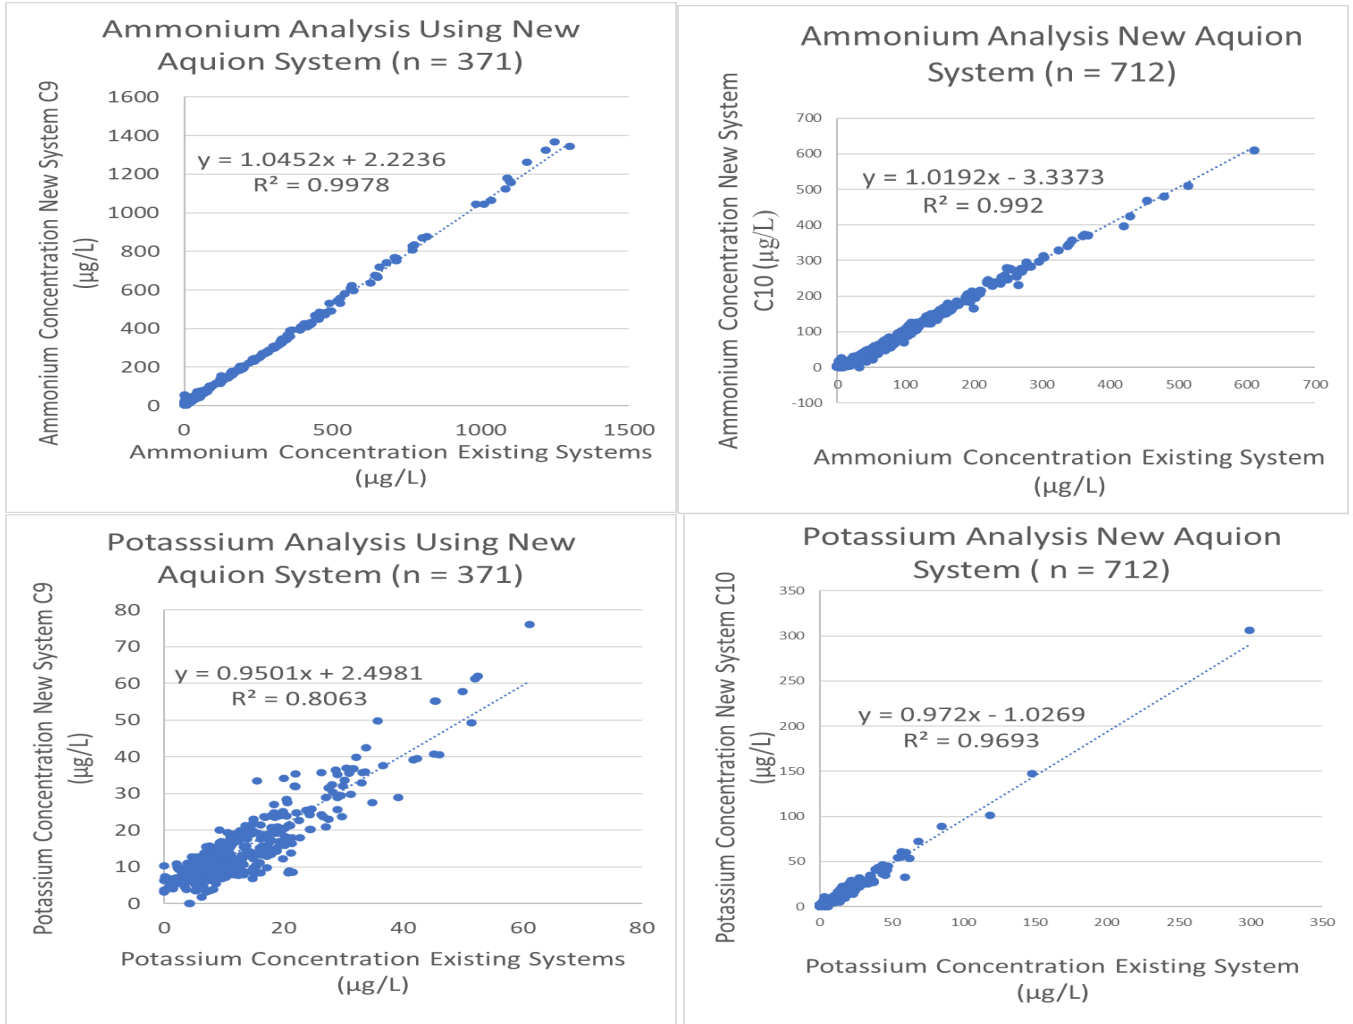 Ammonium Analysis Using New
Aquion System (n = 371)
Ammonium Concentration New System C9
(µg/L)
1600
1400
1200
1000
800
600
400
200
0
y = 1.0452x + 2.2236
R² = 0.9978
0 500 1000 1500
Ammonium Concentration Existing Systems
(µg/L)
Ammonium Analysis New Aquion
System (n = 712)
Ammonium Concentration New System
C10 (µg/L)
700
600
500
400
300
200
100
0
-100
y = 1.0192x - 3.3373
R² = 0.992
0 100 200 300 400 500 600 700
Ammonium Concentration Existing System
(µg/L)
Potasssium Analysis Using New
Aquion System (n = 371)
Potassium Concentration New System C9
(µg/L)
80
70
60
50
40
30
20
10
0
y = 0.9501x + 2.4981
R² = 0.8063
0 20 40 60 80
Potassium Concentration Existing Systems
(µg/L)
Potassium Analysis New Aquion
System ( n = 712)
Potassium Concentration New System C10
(µg/L)
350
300
250
200
150
100
50
0
y = 0.972x - 1.0269
R² = 0.9693
0 50 100 150 200 250 300 350
Potassium Concentration Existing System
(µg/L)